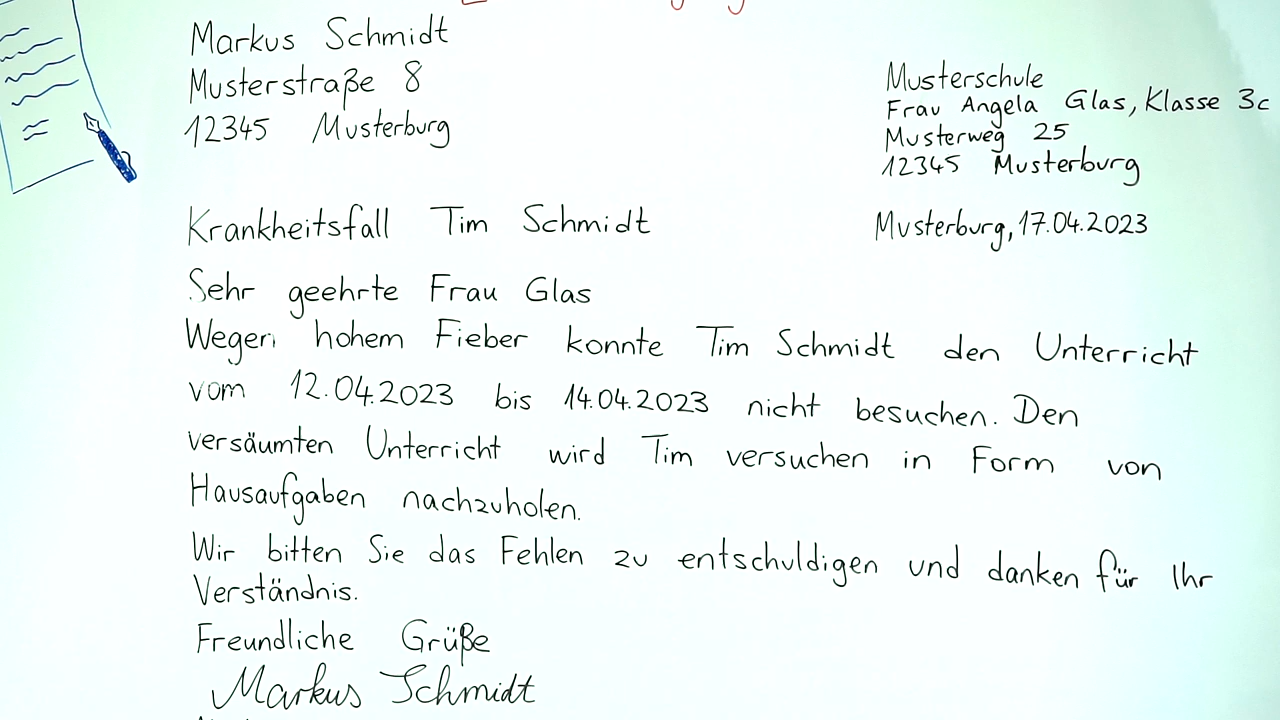 Markus Schmidt
Musterstraße 8
12345 Musterburg
Musterschule
Frau Angela Glas, Klasse 3c
Musterweg 25
12345 Musterburg
Krankheitsfall Tim Schmidt
Musterburg, 17.04.2023
Sehr geehrte Frau Glas
Wegen hohem Fieber konnte Tim Schmidt den Unterricht
vom 12.04.2023 bis 14.04.2023 nicht besuchen. Den
versäumten Unterricht wird Tim versuchen in Form von
Hausaufgaben nachzuholen.
Wir bitten Sie das Fehlen zu entschuldigen und danken für Ihr
Verständnis.
Freundliche Grüße
Markus Schmidt